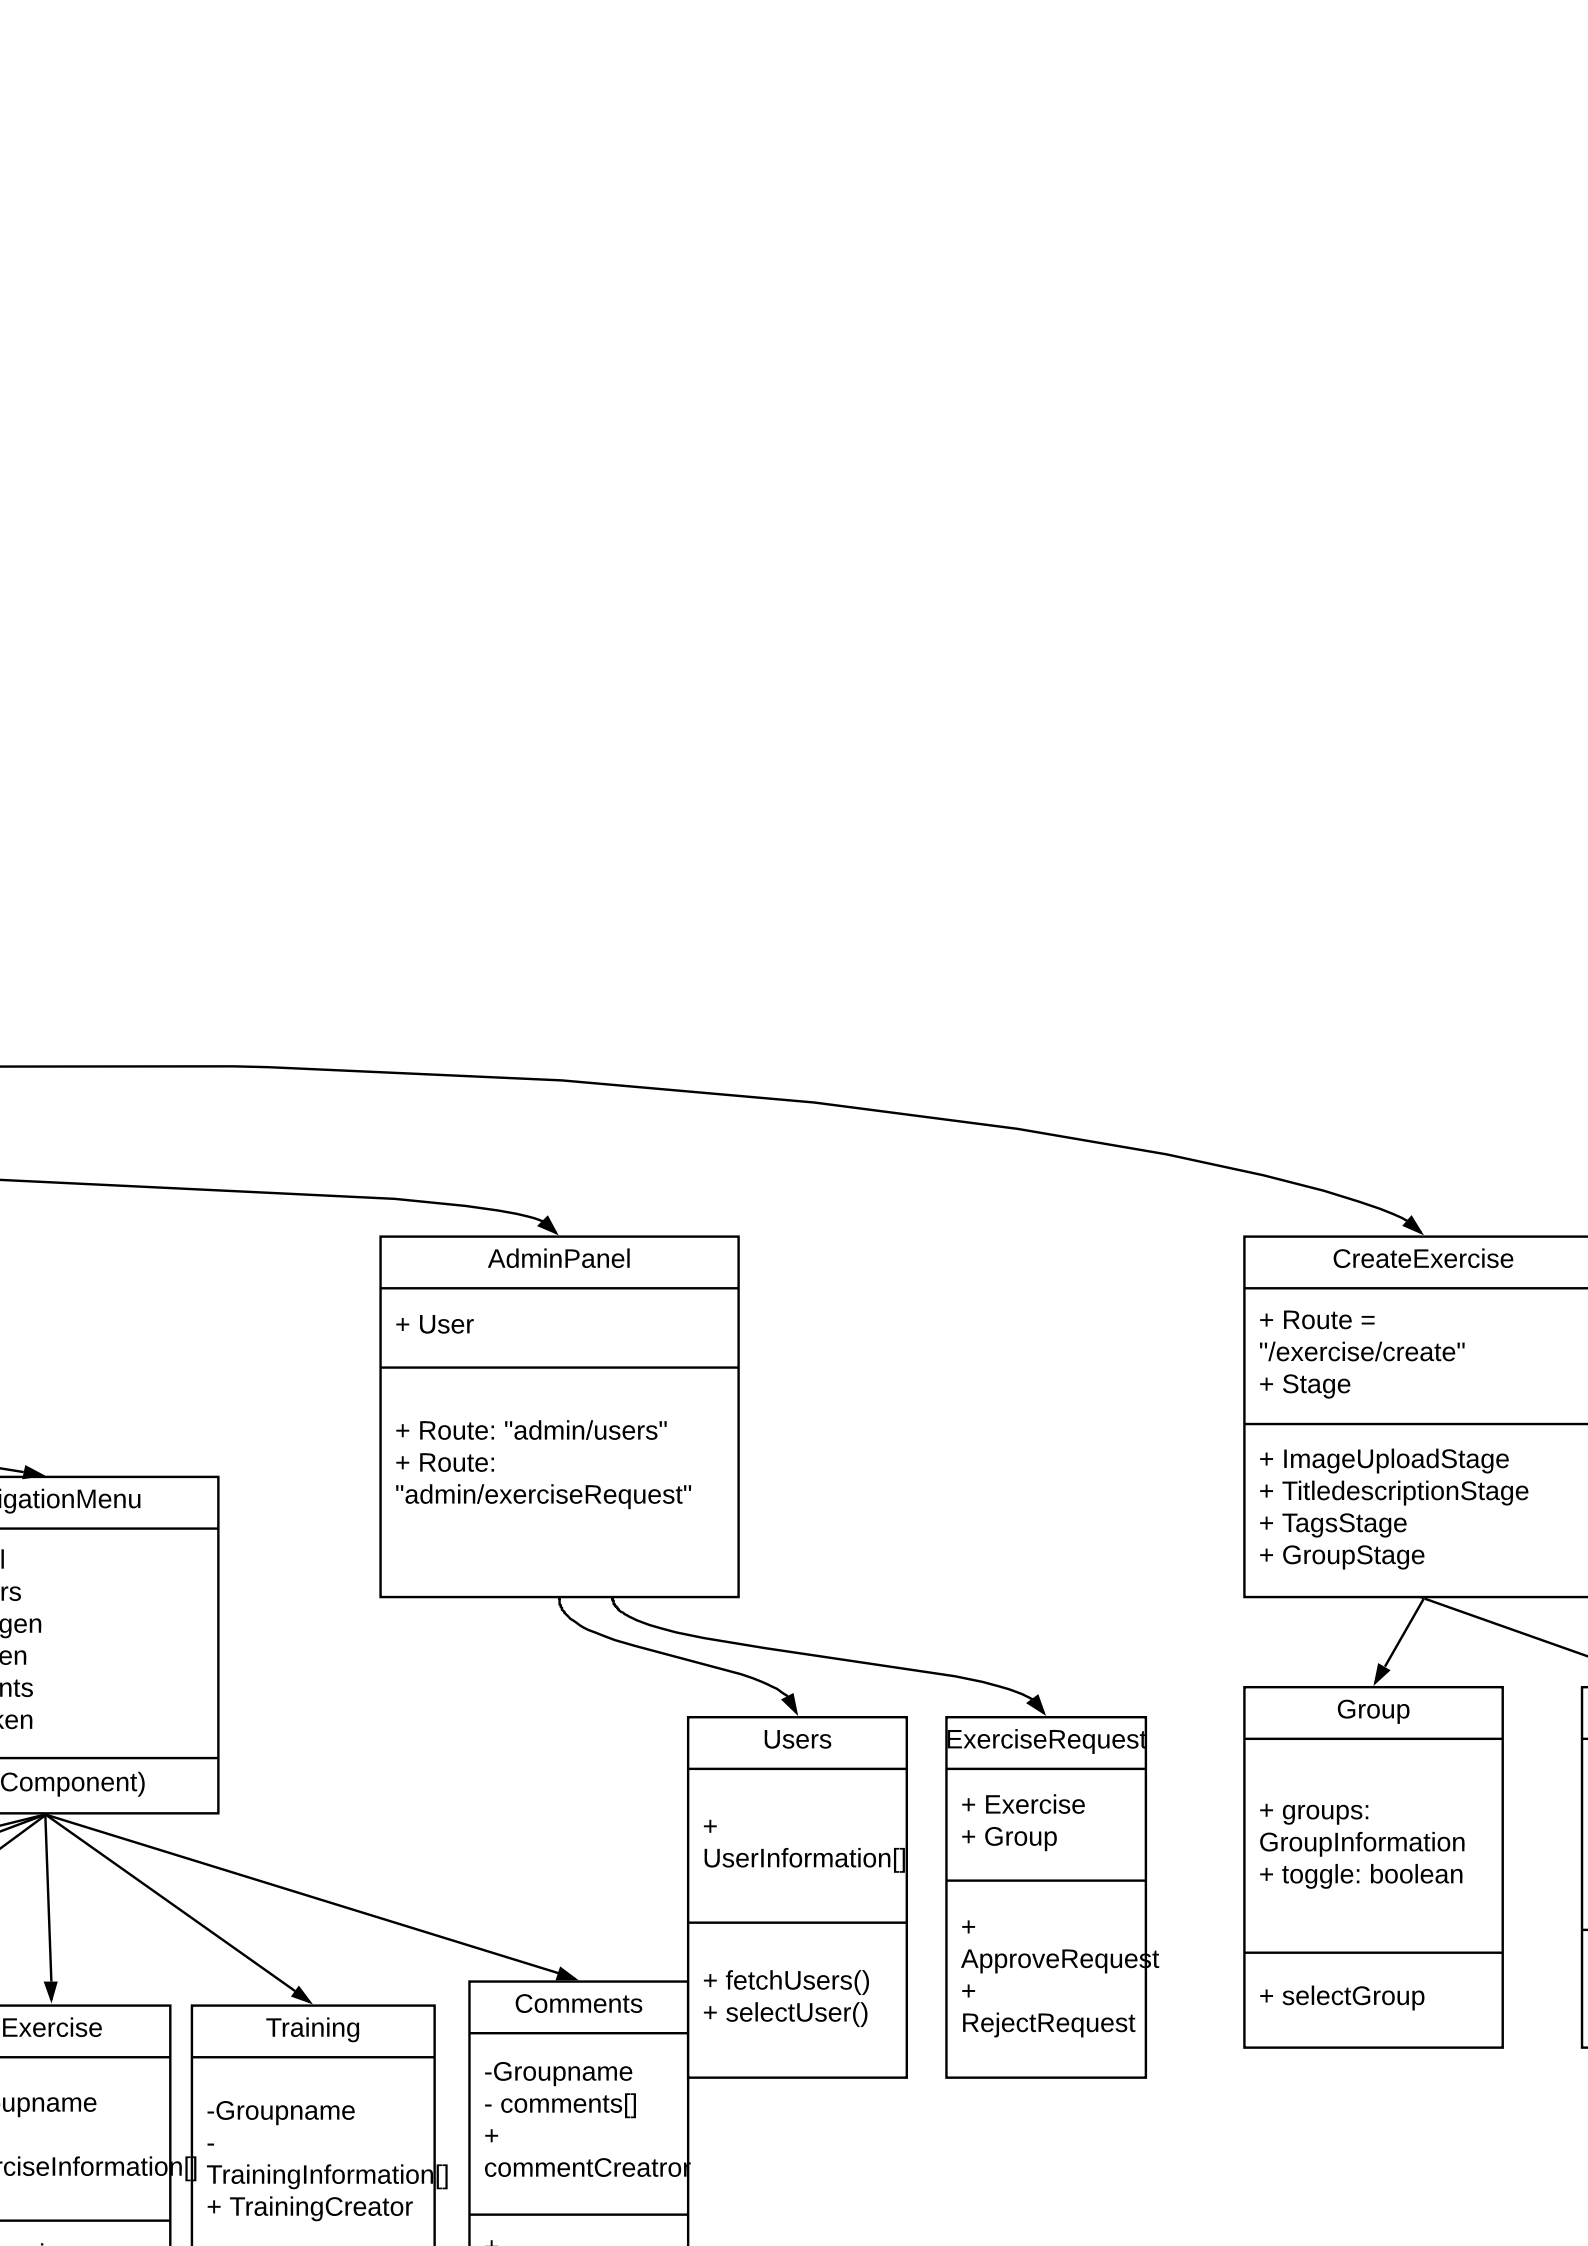 AdminPanel
+ User
+ Route: "admin/users"
+ Route:
"admin/exerciseRequest"
CreateExercise
+ Route =
"/exercise/create"
+ Stage
+ ImageUploadStage
+ TitledescriptionStage
+ TagsStage
+ GroupStage
igationMenu
l
rs
gen
en
nts
ken
Component)
Users
+
UserInformation[]
+ fetchUsers()
+ selectUser()
ExerciseRequest
+ Exercise
+ Group
+
ApproveRequest
+
RejectRequest
Group
+ groups:
GroupInformation
+ toggle: boolean
+ selectGroup
Exercise
upname
rciseInformation[]
Training
-Groupname
-
TrainingInformation[]
+ TrainingCreator
Comments
-Groupname
- comments[]
+
commentCreatror
+